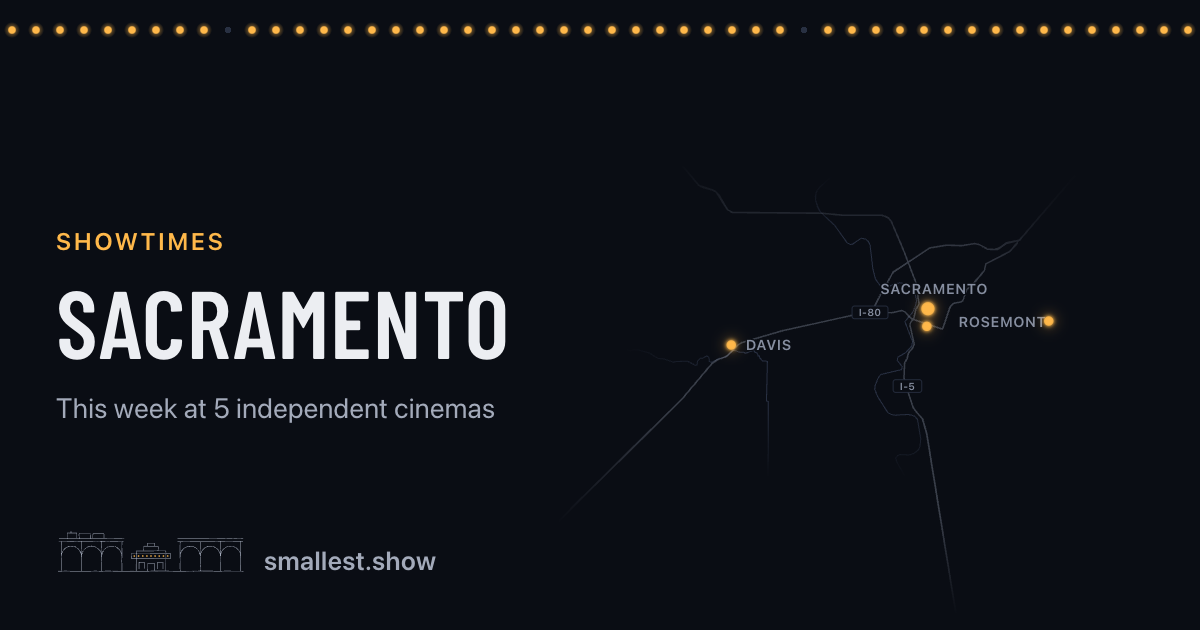 SHOWTIMES
SACRAMENTO
This week at 5 independent cinemas
smallest.show
SACRAMENTO
I-80
ROSEMONT
DAVIS
I-5